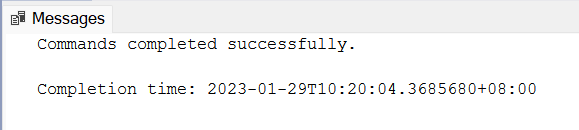 Messages
Commands completed successfully.
Completion time: 2023-01-29T10:20:04.3685680+08:00